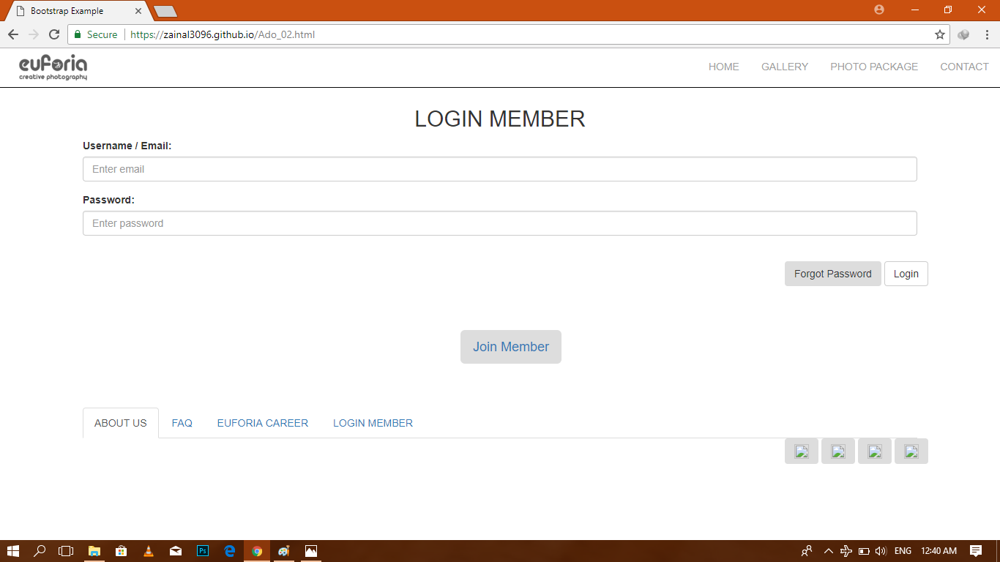 Bootstrap Example
Secure https://zainal3096.github.io/Ado_02.html
euforia
creative photography
HOME GALLERY PHOTO PACKAGE CONTACT
LOGIN MEMBER
Username / Email:
Enter email
Password:
Enter password
Forgot Password Login
Join Member
ABOUT US FAQ EUFORIA CAREER LOGIN MEMBER
Ps ENG 12:40 AM